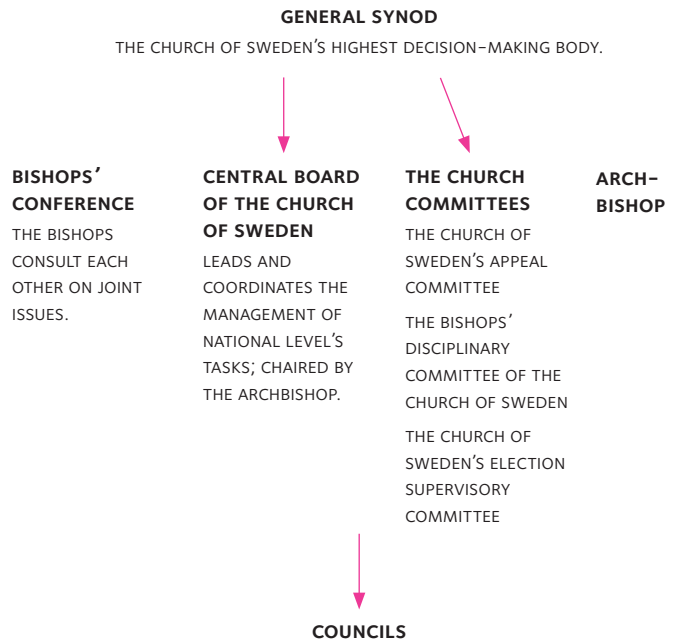 GENERAL SYNOD
THE CHURCH OF SWEDEN'S HIGHEST DECISION-MAKING BODY.
BISHOPS'
CONFERENCE
THE BISHOPS
CONSULT EACH
OTHER ON JOINT
ISSUES.
CENTRAL BOARD
OF THE CHURCH
OF SWEDEN
LEADS AND
COORDINATES THE
MANAGEMENT OF
NATIONAL LEVEL'S
TASKS; CHAIRED BY
THE ARCHBISHOP.
THE CHURCH
COMMITTEES
THE CHURCH OF
SWEDEN'S APPEAL
COMMITTEE
THE BISHOPS'
DISCIPLINARY
COMMITTEE OF THE
CHURCH OF SWEDEN
THE CHURCH OF
SWEDEN'S ELECTION
SUPERVISORY
COMMITTEE
ARCH-
BISHOP
COUNCILS